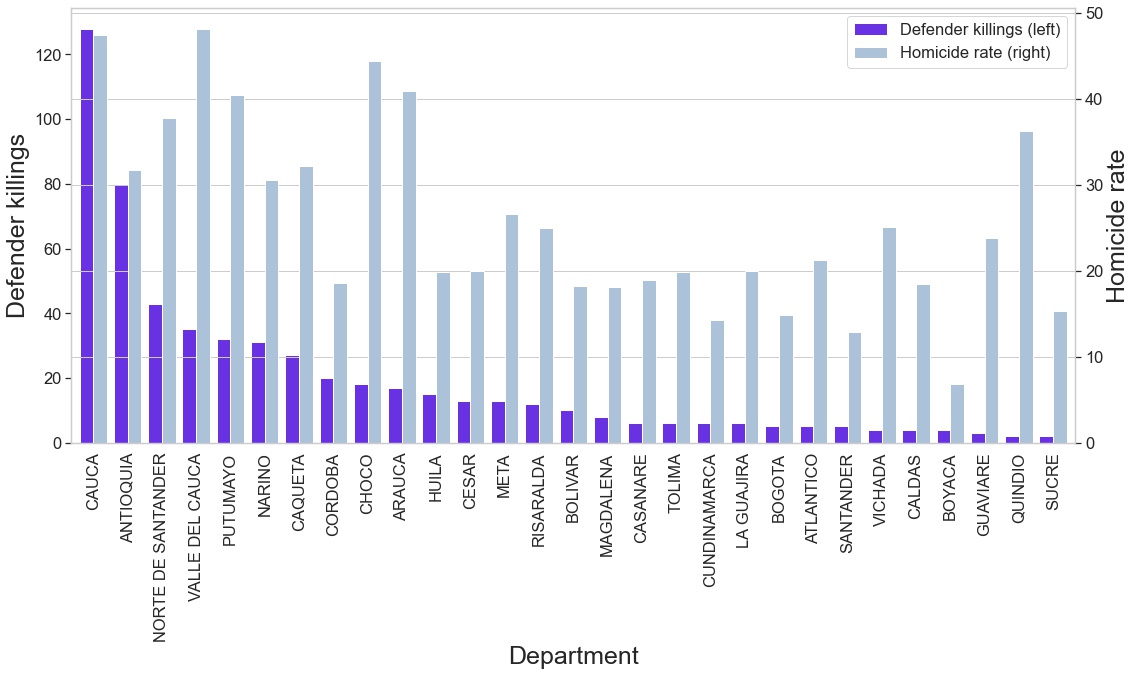 Defender killings (left)
Homicide rate (right)
Defender killings
0
20
40
60
80
100
120
Homicide rate
0
10
20
30
40
50
CAUCA
ANTIOQUIA
NORTE DE SANTANDER
VALLE DEL CAUCA
PUTUMAYO
NARINO
CAQUETA
CORDOBA
CHOCO
ARAUCA
HUILA
CESAR
META
RISARALDA
BOLIVAR
MAGDALENA
CASANARE
TOLIMA
CUNDINAMARCA
LA GUAJIRA
BOGOTA
ATLANTICO
SANTANDER
VICHADA
CALDAS
BOYACA
GUAVIARE
QUINDIO
SUCRE
Department